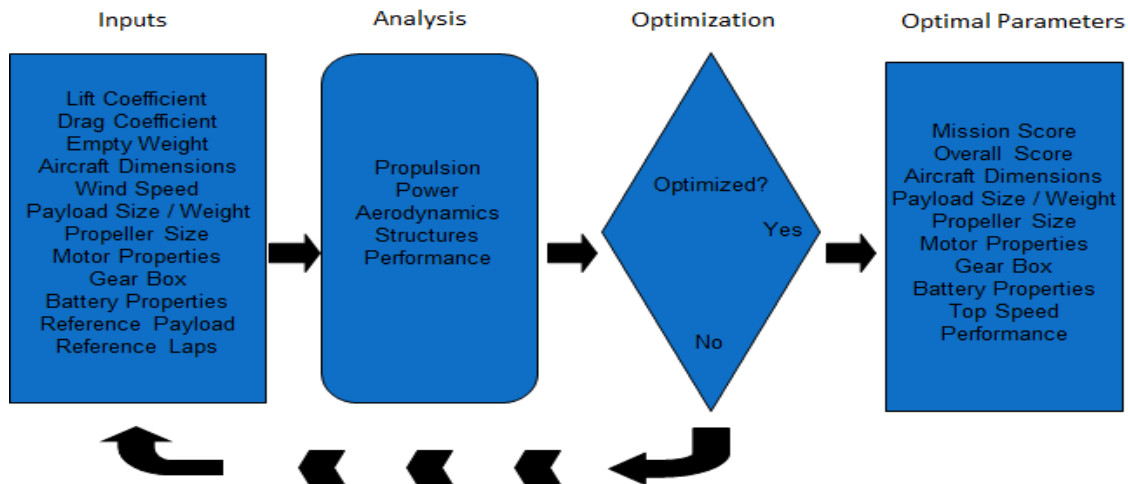 Inputs
Analysis
Optimization
Optimal Parameters
Lift Coefficient
Drag Coefficient
Empty Weight
Aircraft Dimensions
Wind Speed
Payload Size / Weight
Propeller Size
Motor Properties
Gear Box
Battery Properties
Reference Payload
Reference Laps
Propulsion
Power
Aerodynamics
Structures
Performance
Optimized?
Yes
No
Mission Score
Overall Score
Aircraft Dimensions
Payload Size / Weight
Propeller Size
Motor Properties
Gear Box
Battery Properties
Top Speed
Performance